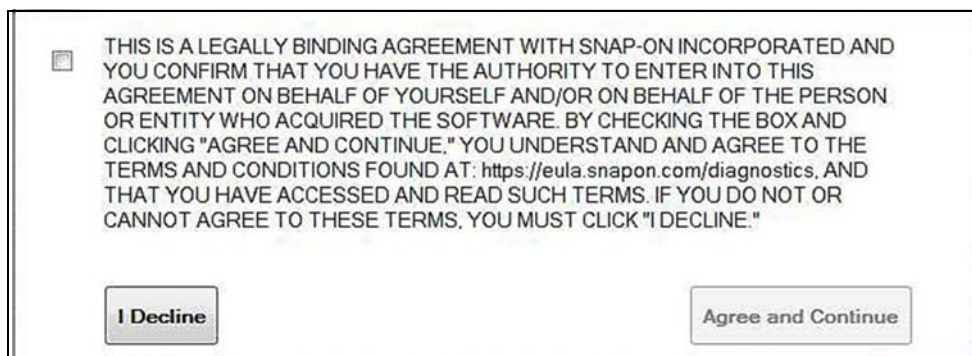 THIS IS A LEGALLY BINDING AGREEMENT WITH SNAP-ON INCORPORATED AND
YOU CONFIRM THAT YOU HAVE THE AUTHORITY TO ENTER INTO THIS
AGREEMENT ON BEHALF OF YOURSELF AND/OR ON BEHALF OF THE PERSON
OR ENTITY WHO ACQUIRED THE SOFTWARE. BY CHECKING THE BOX AND
CLICKING "AGREE AND CONTINUE," YOU UNDERSTAND AND AGREE TO THE
TERMS AND CONDITIONS FOUND AT: https://eula.snapon.com/diagnostics, AND
THAT YOU HAVE ACCESSED AND READ SUCH TERMS. IF YOU DO NOT OR
CANNOT AGREE TO THESE TERMS, YOU MUST CLICK "I DECLINE."
I Decline
Agree and Continue